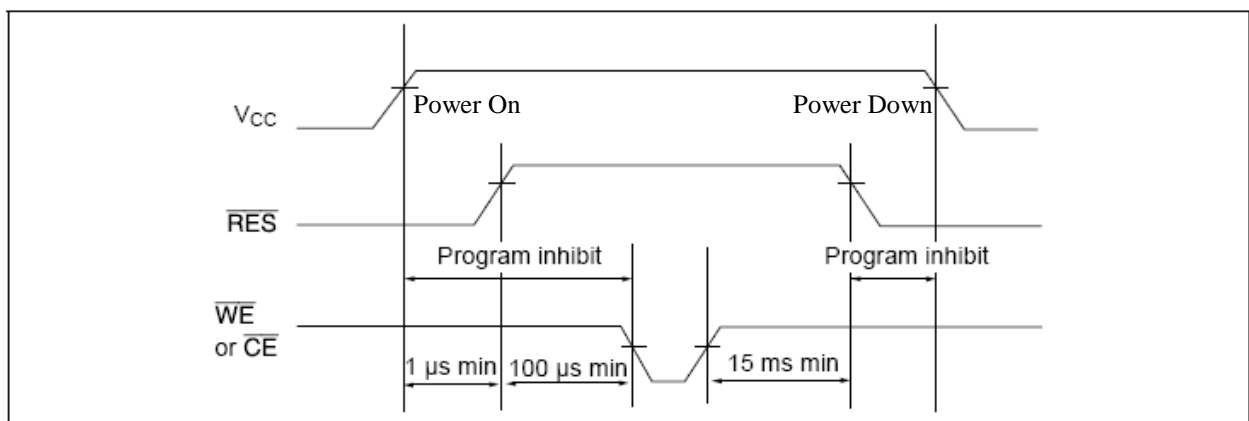 Power On
Power Down
VCC
RES
Program inhibit
Program inhibit
WE
or CE
1 µs min
100 µs min
15 ms min